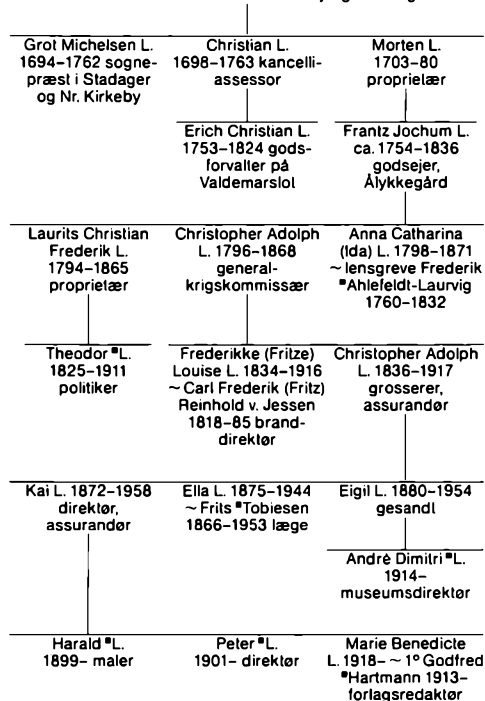 Grot Michelsen L.
1694–1762 sogne-
præst i Stadager
og Nr. Kirkeby
Christian L.
1698–1763 kancelli-
assessor
Morten L.
1703–80
proprietær
Erich Christian L.
1753–1824 gods-
forvalter på
Valdemarslot
Frantz Jochum L.
ca. 1754–1836
godsejer,
Ålykkegård
Laurits Christian
Frederik L.
1794–1865
proprietær
Christopher Adolph
L. 1796–1868
general-
krigskommissær
Anna Catharina
(Ida) L. 1798–1871
~ lensgreve Frederik
■Ahlefeldt-Laurvig
1760–1832
Theodor ■L.
1825–1911
politiker
Frederikke (Fritze)
Louise L. 1834–1916
~ Carl Frederik (Fritz)
Reinhold v. Jessen
1818–85 brand-
direktør
Christopher Adolph
L. 1836–1917
grosserer,
assurandør
Kai L. 1872–1958
direktør,
assurandør
Ella L. 1875–1944
~ Frits ■Tobiesen
1866–1953 læge
Eigil L. 1880–1954
gesandt
André Dimitri ■L.
1914–
museumsdirektør
Harald ■L.
1899– maler
Peter ■L.
1901– direktør
Marie Benedicte
L. 1918– ~ 1º Godfred
■Hartmann 1913–
forlagsredaktør